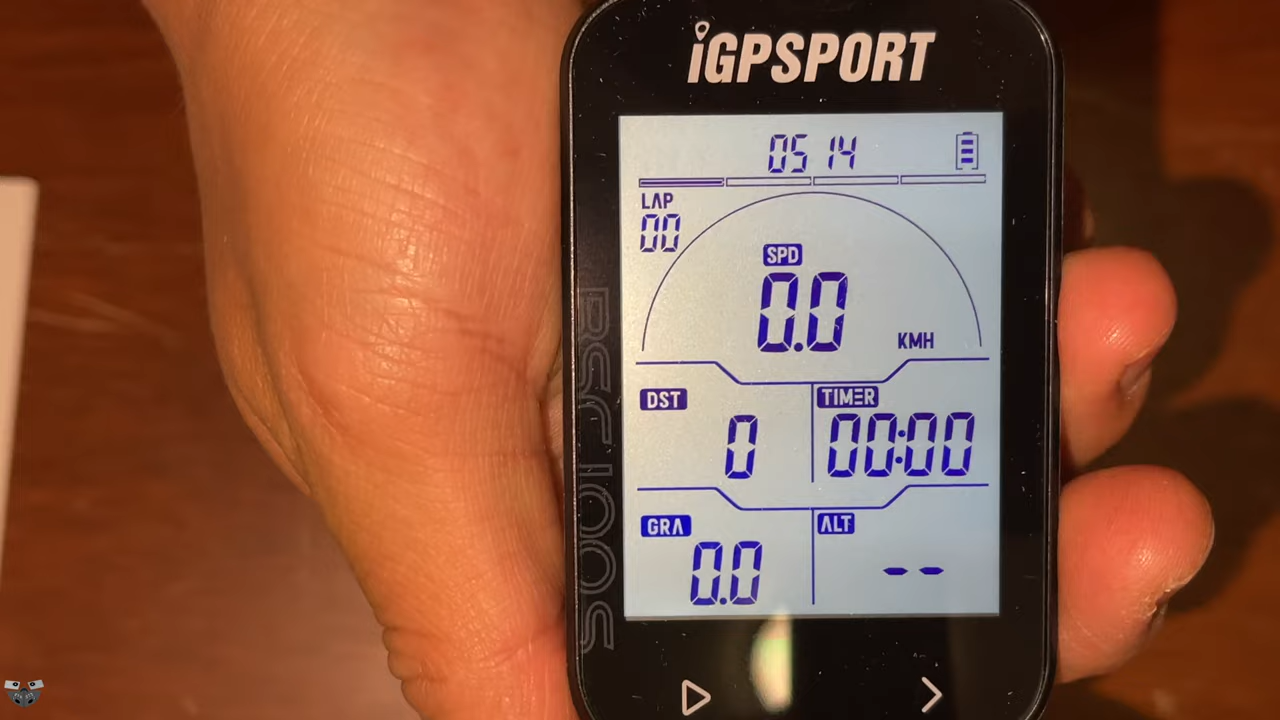 iGPSPORT
05 14
LAP
00
SPD
0.0
KMH
DST
TIMER
0
00:00
GRA
ALT
0.0
--
BSC100S